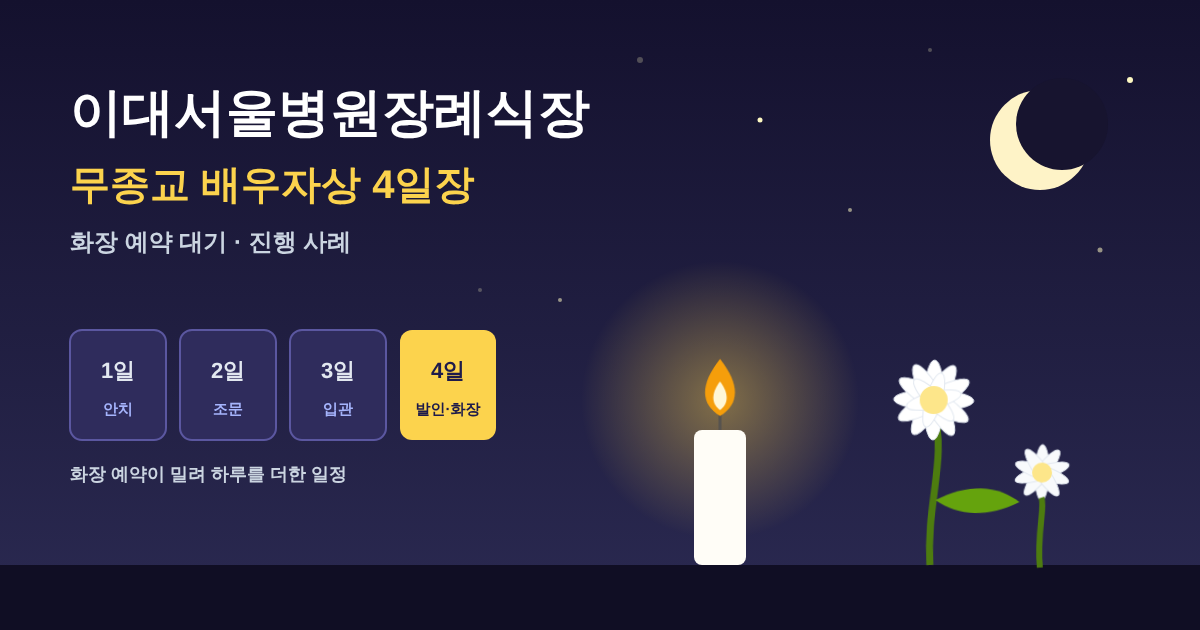 이대서울병원장례식장
무종교 배우자상 4일장
화장 예약 대기 · 진행 사례
1일 2일 3일 4일
안치 조문 입관 발인·화장
화장 예약이 밀려 하루를 더한 일정